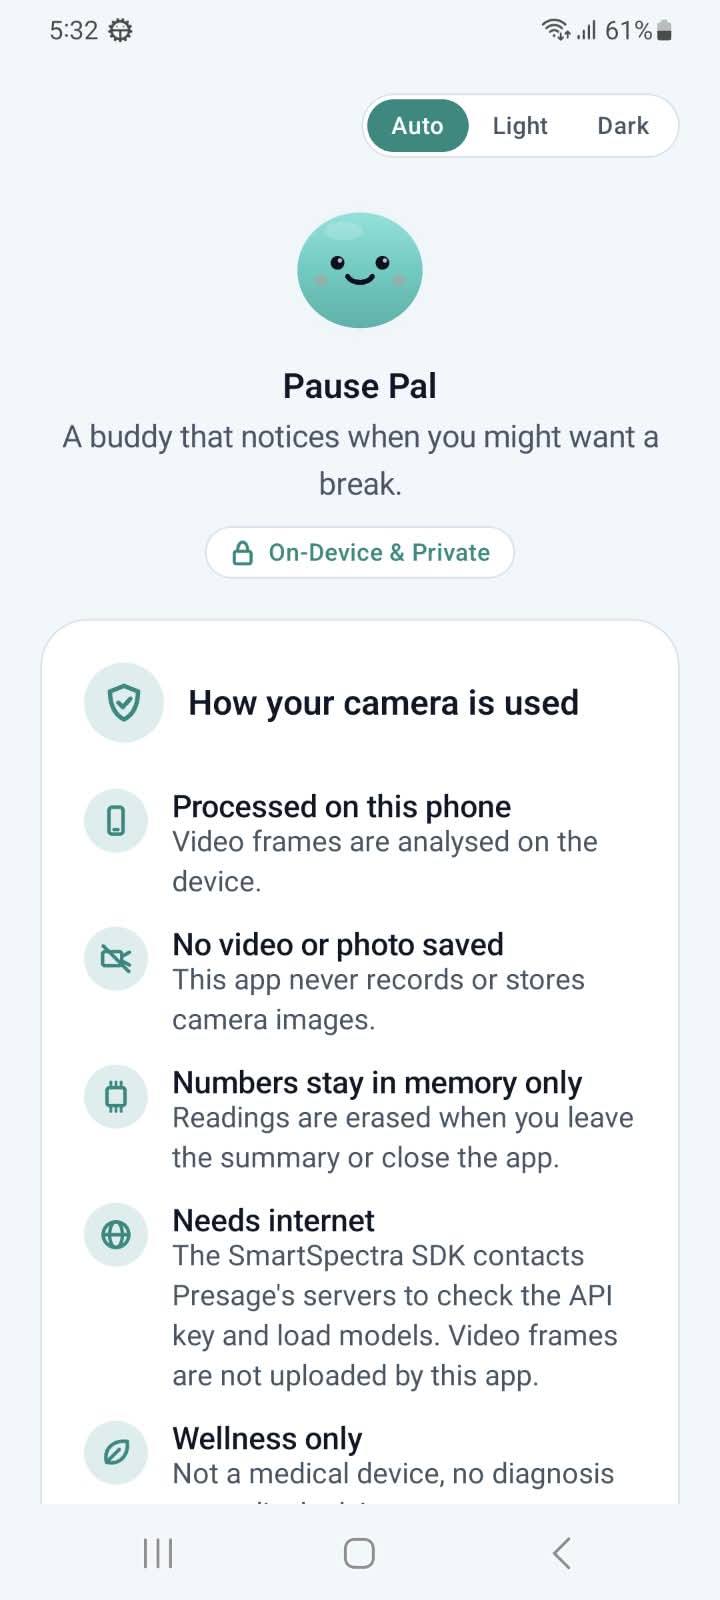 5:32
61%
Auto
Light
Dark
Pause Pal
A buddy that notices when you might want a
break.
On-Device & Private
How your camera is used
Processed on this phone
Video frames are analysed on the
device.
No video or photo saved
This app never records or stores
camera images.
Numbers stay in memory only
Readings are erased when you leave
the summary or close the app.
Needs internet
The SmartSpectra SDK contacts
Presage's servers to check the API
key and load models. Video frames
are not uploaded by this app.
Wellness only
Not a medical device, no diagnosis